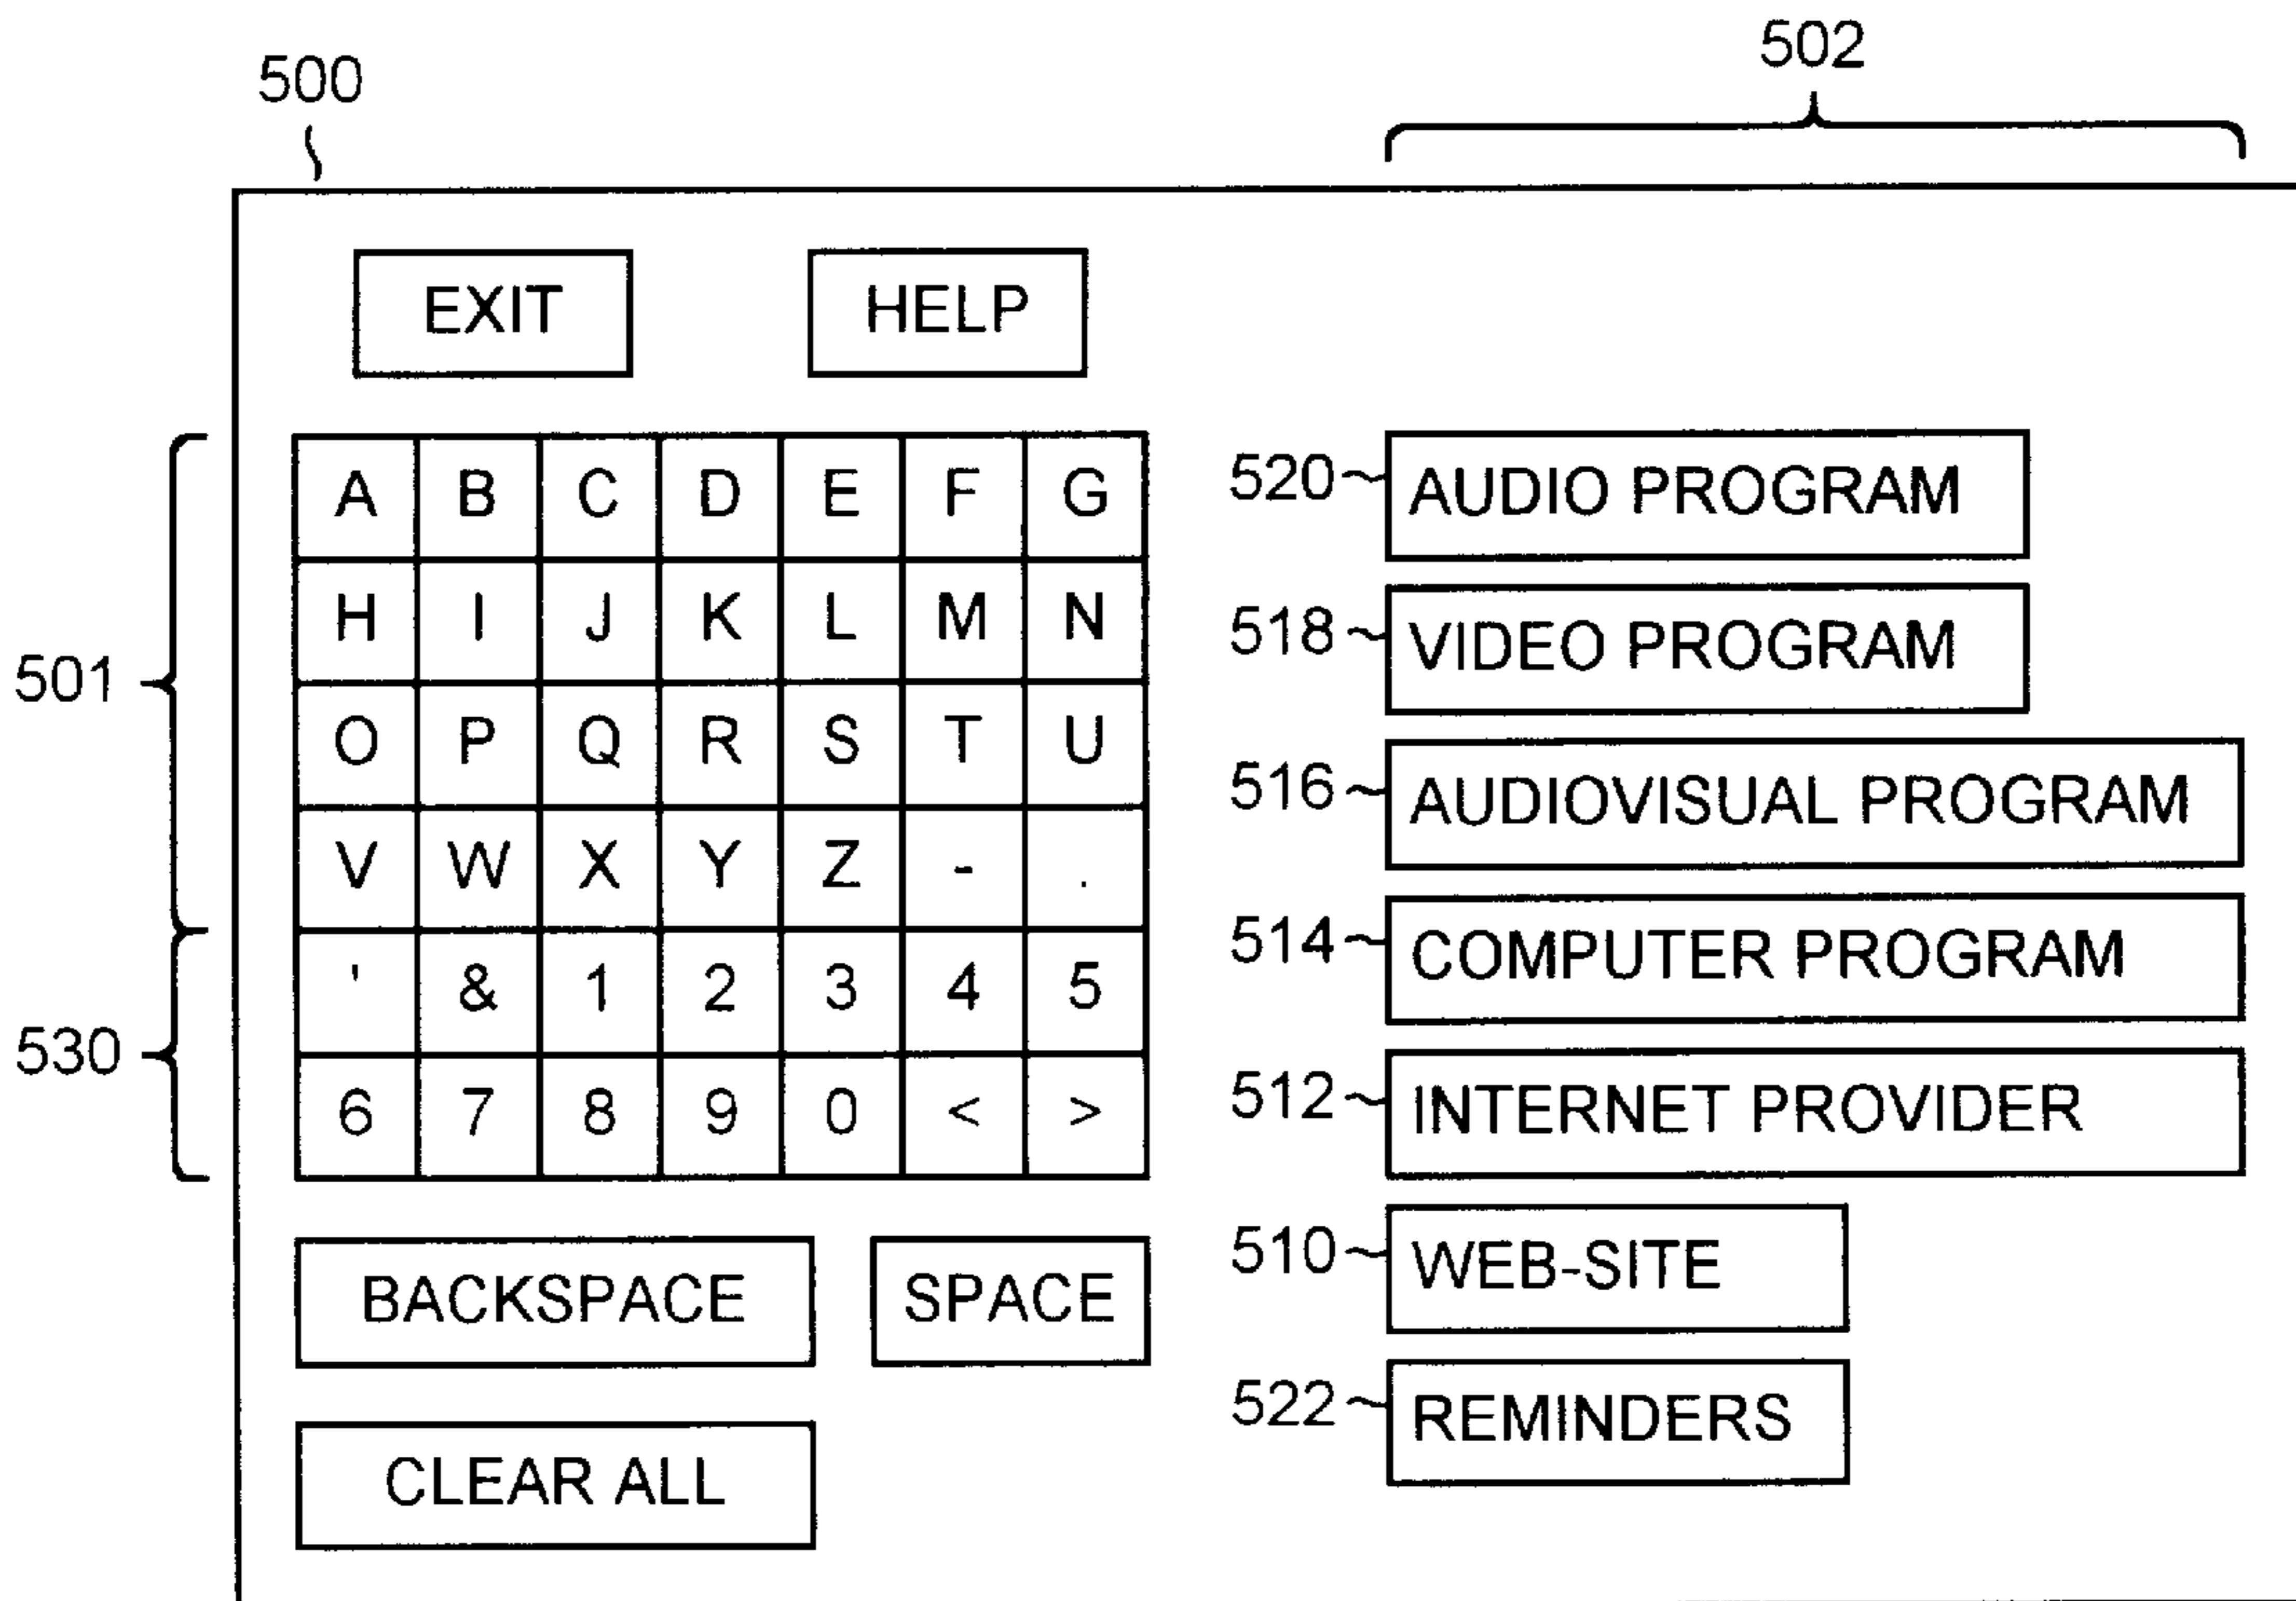 502
500
EXIT HELP
501
A B C D E F G
H I J K L M N
O P Q R S T U
V W X Y Z - .
530
' & 1 2 3 4 5
6 7 8 9 0 < >
BACKSPACE SPACE
CLEAR ALL
520 AUDIO PROGRAM
518 VIDEO PROGRAM
516 AUDIOVISUAL PROGRAM
514 COMPUTER PROGRAM
512 INTERNET PROVIDER
510 WEB-SITE
522 REMINDERS